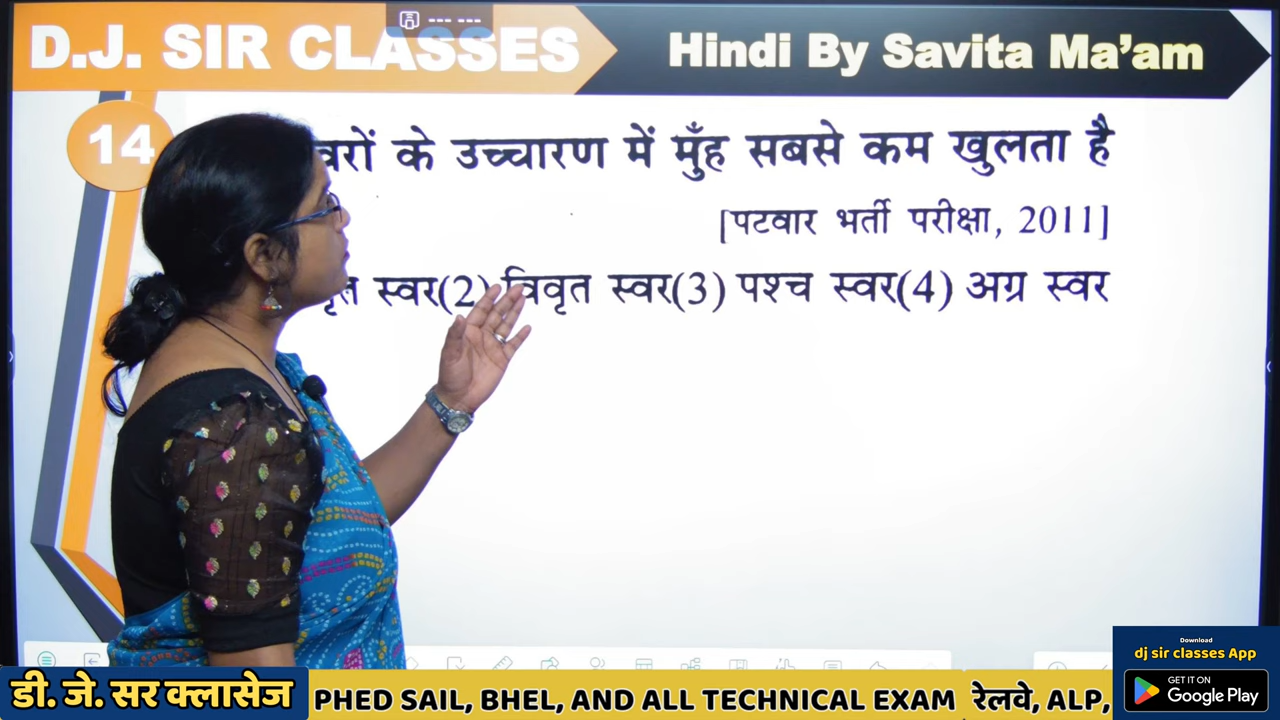 D.J. SIR CLASSES
Hindi By Savita Ma’am
14
के उच्चारण में मुँह सबसे कम खुलता है
[पटवार भर्ती परीक्षा, 2011]
स्वर(2) विवृत स्वर(3) पश्च स्वर(4) अग्र स्वर
Download
dj sir classes App
GET IT ON
Google Play
डी. जे. सर क्लासेज
PHED SAIL, BHEL, AND ALL TECHNICAL EXAM रेलवे, ALP,